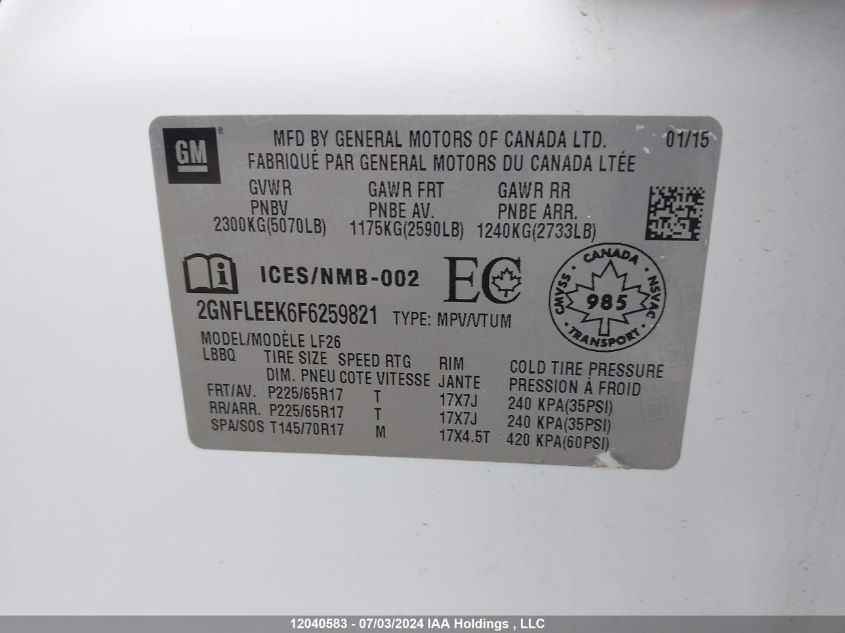 GM ®
MFD BY GENERAL MOTORS OF CANADA LTD. 01/15
FABRIQUÉ PAR GENERAL MOTORS DU CANADA LTÉE
GVWR GAWR FRT GAWR RR
PNBV PNBE AV. PNBE ARR.
2300KG(5070LB) 1175KG(2590LB) 1240KG(2733LB)
ICES/NMB-002 EC
CANADA
CMVSS 985 NSVAC
TRANSPORT
2GNFLEEK6F6259821 TYPE: MPV/VTUM
MODEL/MODÈLE LF26
LBBQ TIRE SIZE SPEED RTG RIM COLD TIRE PRESSURE
DIM. PNEU COTE VITESSE JANTE PRESSION À FROID
FRT/AV. P225/65R17 T 17X7J 240 KPA(35PSI)
RR/ARR. P225/65R17 T 17X7J 240 KPA(35PSI)
SPA/SOS T145/70R17 M 17X4.5T 420 KPA(60PSI)
12040583 - 07/03/2024 IAA Holdings , LLC